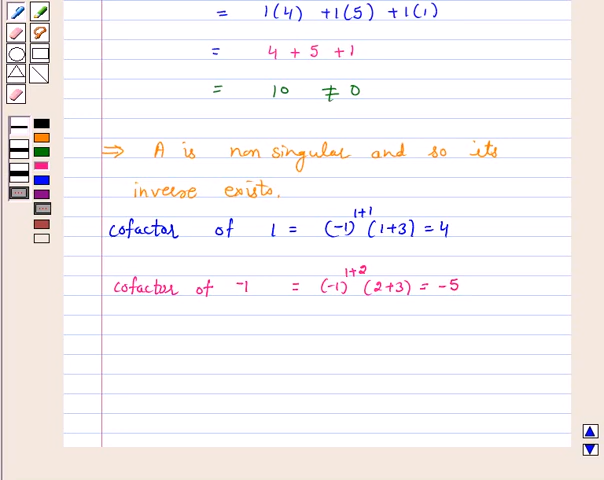 = 1(4) +1(5) +1(1)
= 4 + 5 + 1
= 10 ≠ 0
⇒ A is non singular and so its
inverse exists.
cofactor of 1 = (-1)^{1+1} (1+3) = 4
cofactor of -1 = (-1)^{1+2} (2+3) = -5